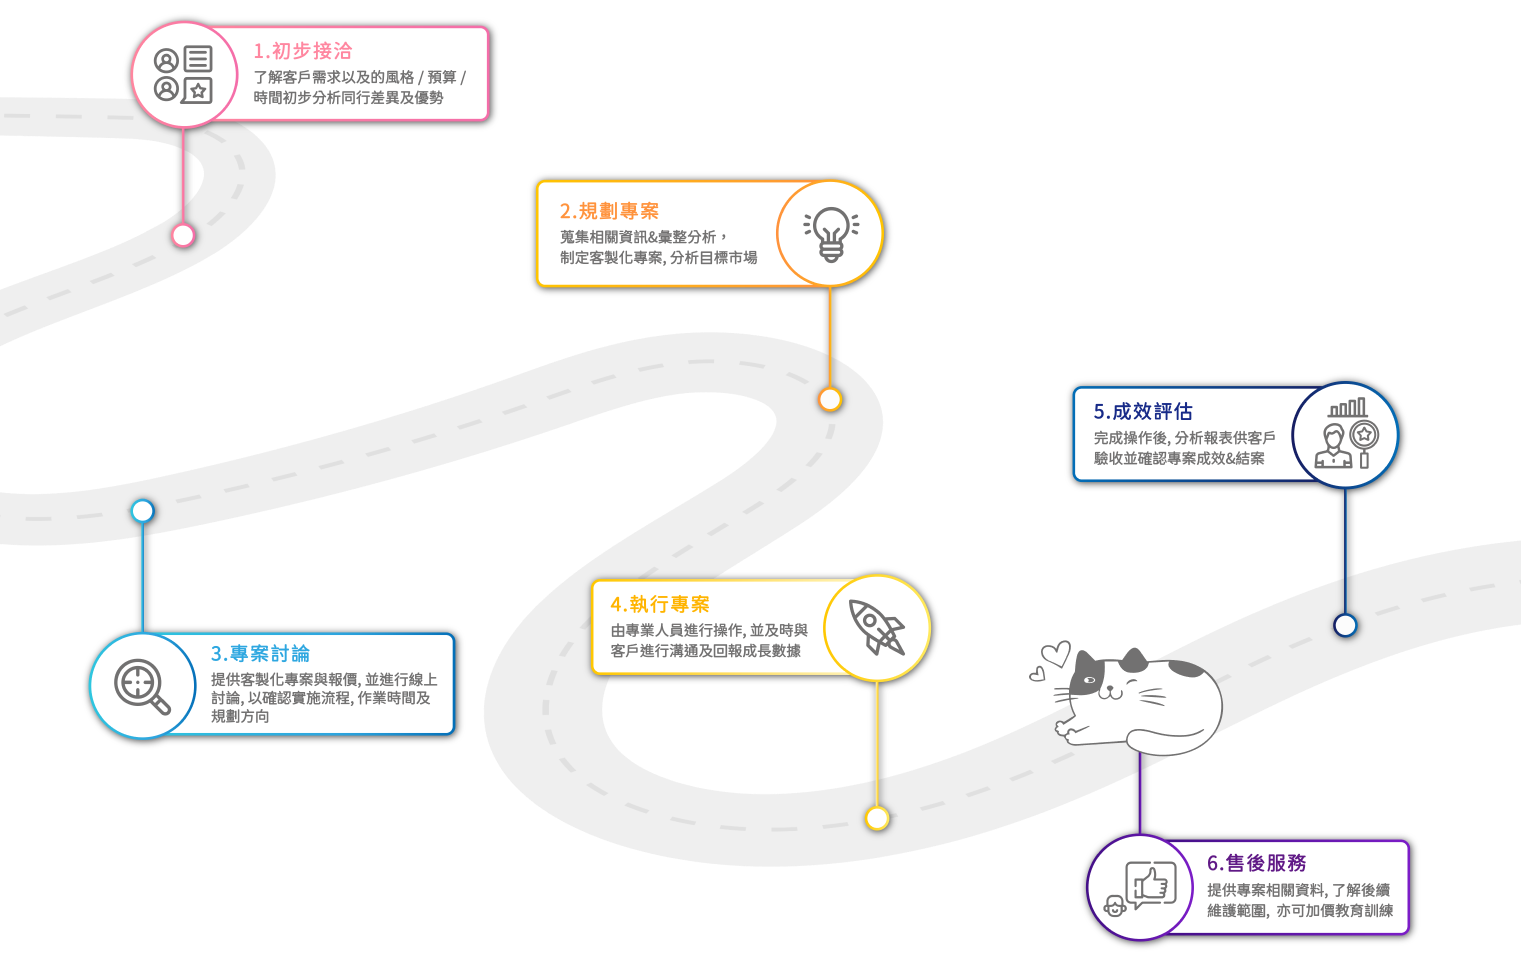 1.初步接洽
了解客戶需求以及的風格 / 預算 /
時間初步分析同行差異及優勢
2.規劃專案
蒐集相關資訊&彙整分析，
制定客製化專案, 分析目標市場
3.專案討論
提供客製化專案與報價, 並進行線上
討論, 以確認實施流程, 作業時間及
規劃方向
4.執行專案
由專業人員進行操作, 並及時與
客戶進行溝通及回報成長數據
5.成效評估
完成操作後, 分析報表供客戶
驗收並確認專案成效&結案
6.售後服務
提供專案相關資料, 了解後續
維護範圍, 亦可加價教育訓練